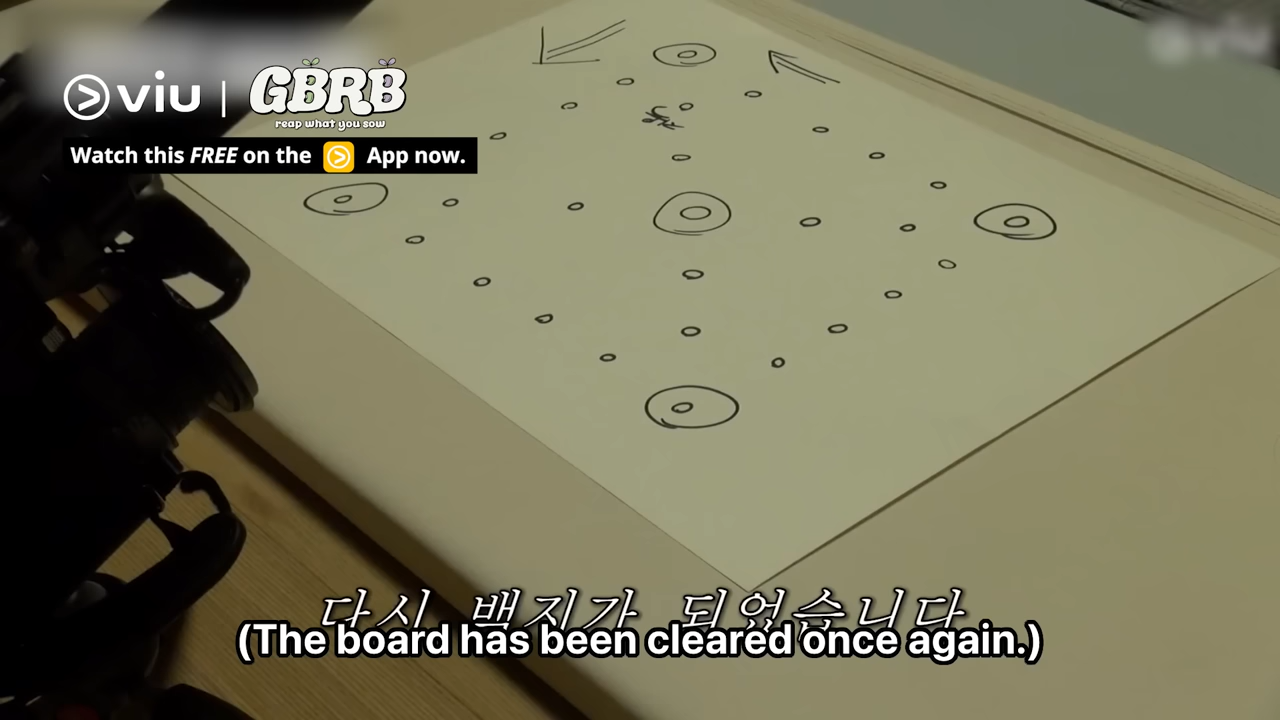 viu | GBRB
reap what you sow
Watch this FREE on the App now.
viu
다시 백지가 되었습니다
(The board has been cleared once again.)